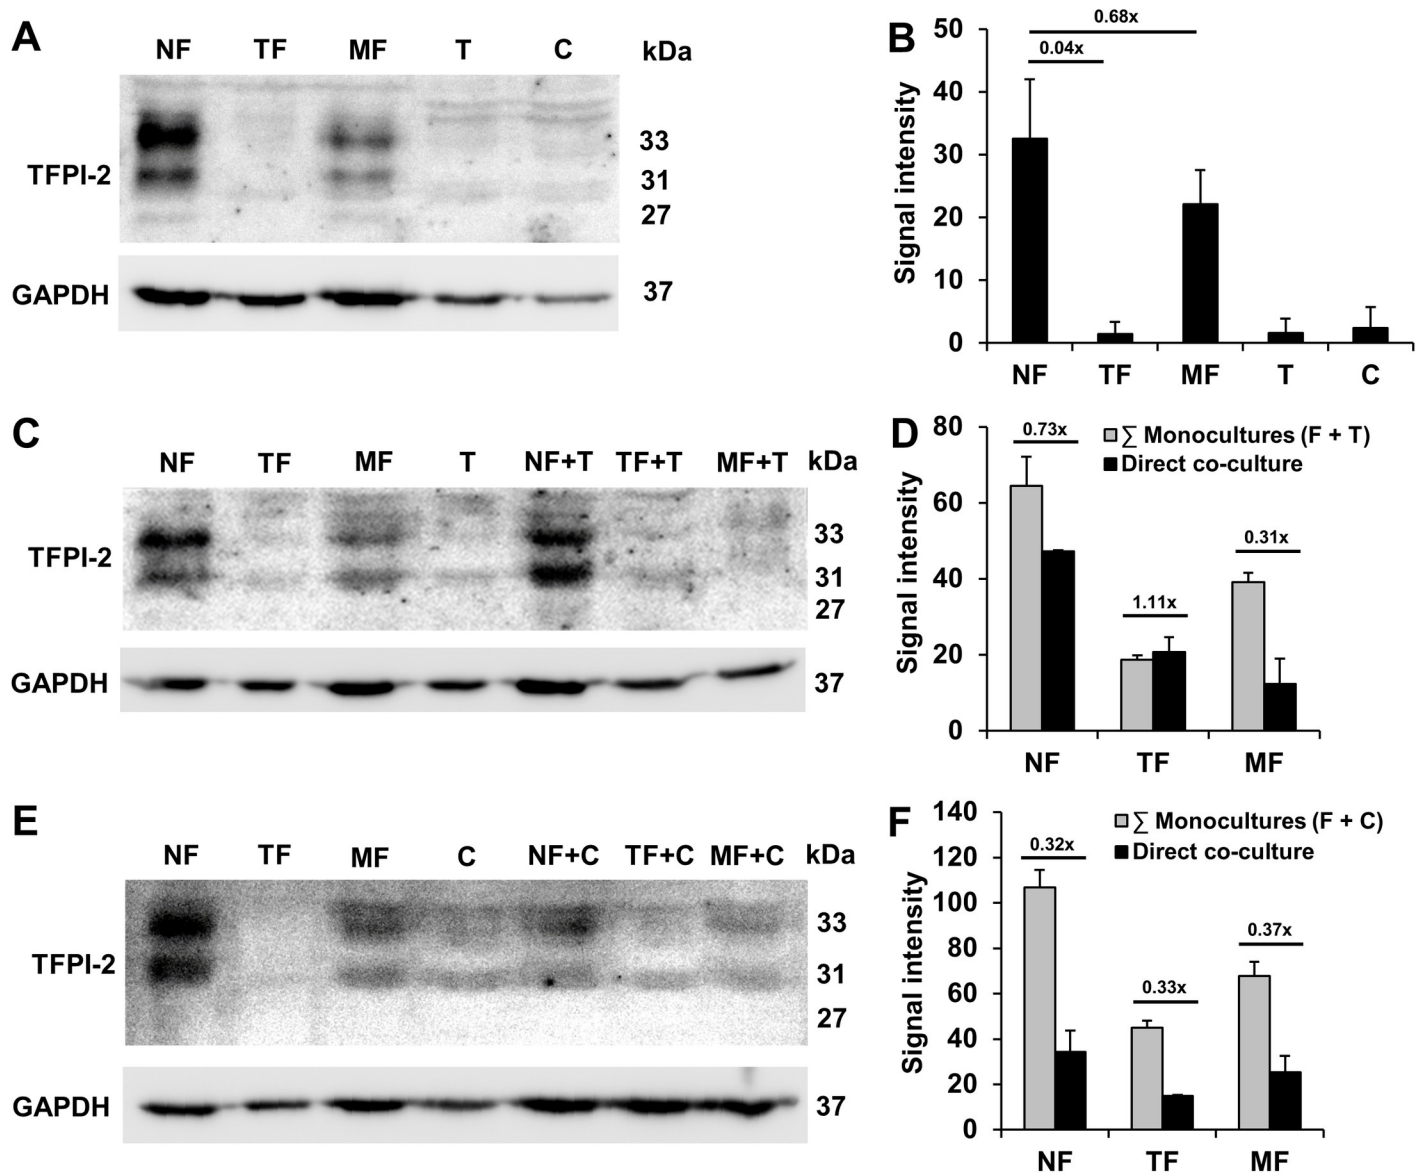 A
NF TF MF T C kDa
TFPI-2
33
31
27
GAPDH
37
B
Signal intensity
50
40
30
20
10
0
0.68x
0.04x
NF TF MF T C
C
NF TF MF T NF+T TF+T MF+T kDa
TFPI-2
33
31
27
GAPDH
37
D
Signal intensity
80
60
40
20
0
∑ Monocultures (F + T)
Direct co-culture
0.73x
1.11x
0.31x
NF TF MF
E
NF TF MF C NF+C TF+C MF+C kDa
TFPI-2
33
31
27
GAPDH
37
F
Signal intensity
140
120
100
80
60
40
20
0
∑ Monocultures (F + C)
Direct co-culture
0.32x
0.33x
0.37x
NF TF MF